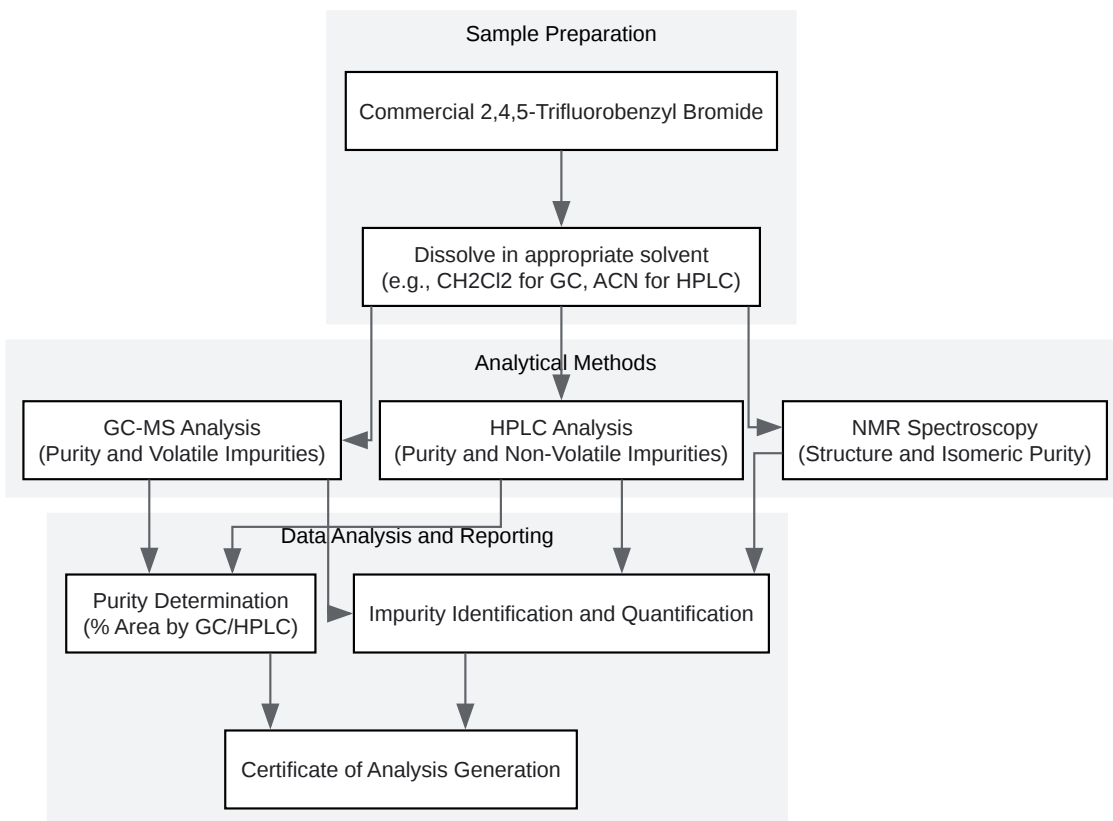 Sample Preparation
Commercial 2,4,5-Trifluorobenzyl Bromide
Dissolve in appropriate solvent
(e.g., CH2Cl2 for GC, ACN for HPLC)
Analytical Methods
GC-MS Analysis
(Purity and Volatile Impurities)
HPLC Analysis
(Purity and Non-Volatile Impurities)
NMR Spectroscopy
(Structure and Isomeric Purity)
Data Analysis and Reporting
Purity Determination
(% Area by GC/HPLC)
Impurity Identification and Quantification
Certificate of Analysis Generation